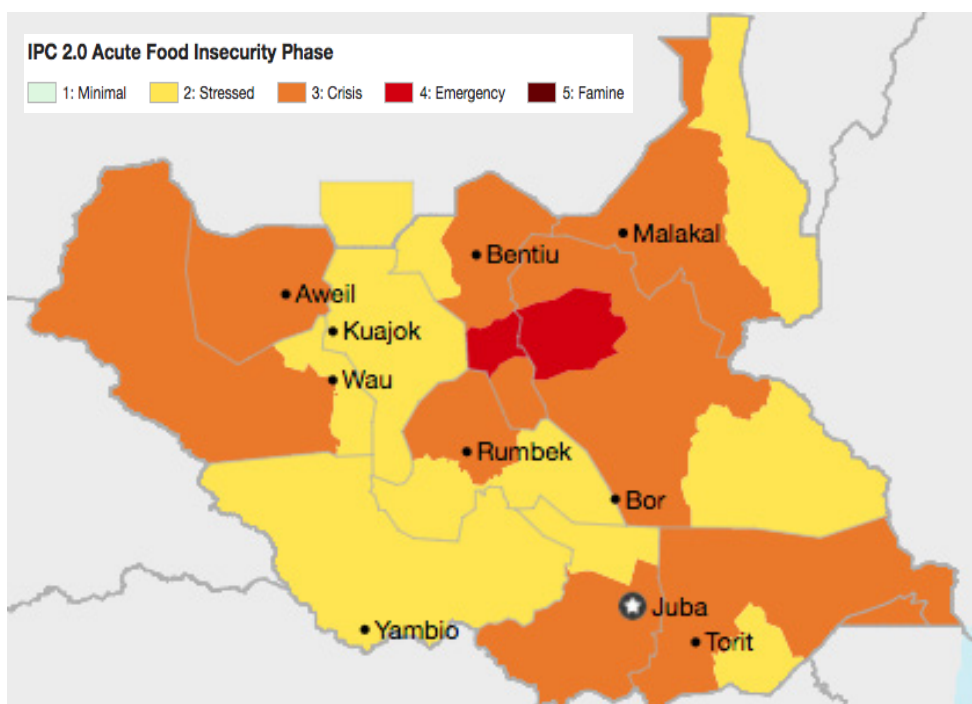 IPC 2.0 Acute Food Insecurity Phase
1: Minimal 2: Stressed 3: Crisis 4: Emergency 5: Famine
Malakal
Bentiu
Aweil
Kuajok
Wau
Rumbek
Bor
Juba
Yambio
Torit